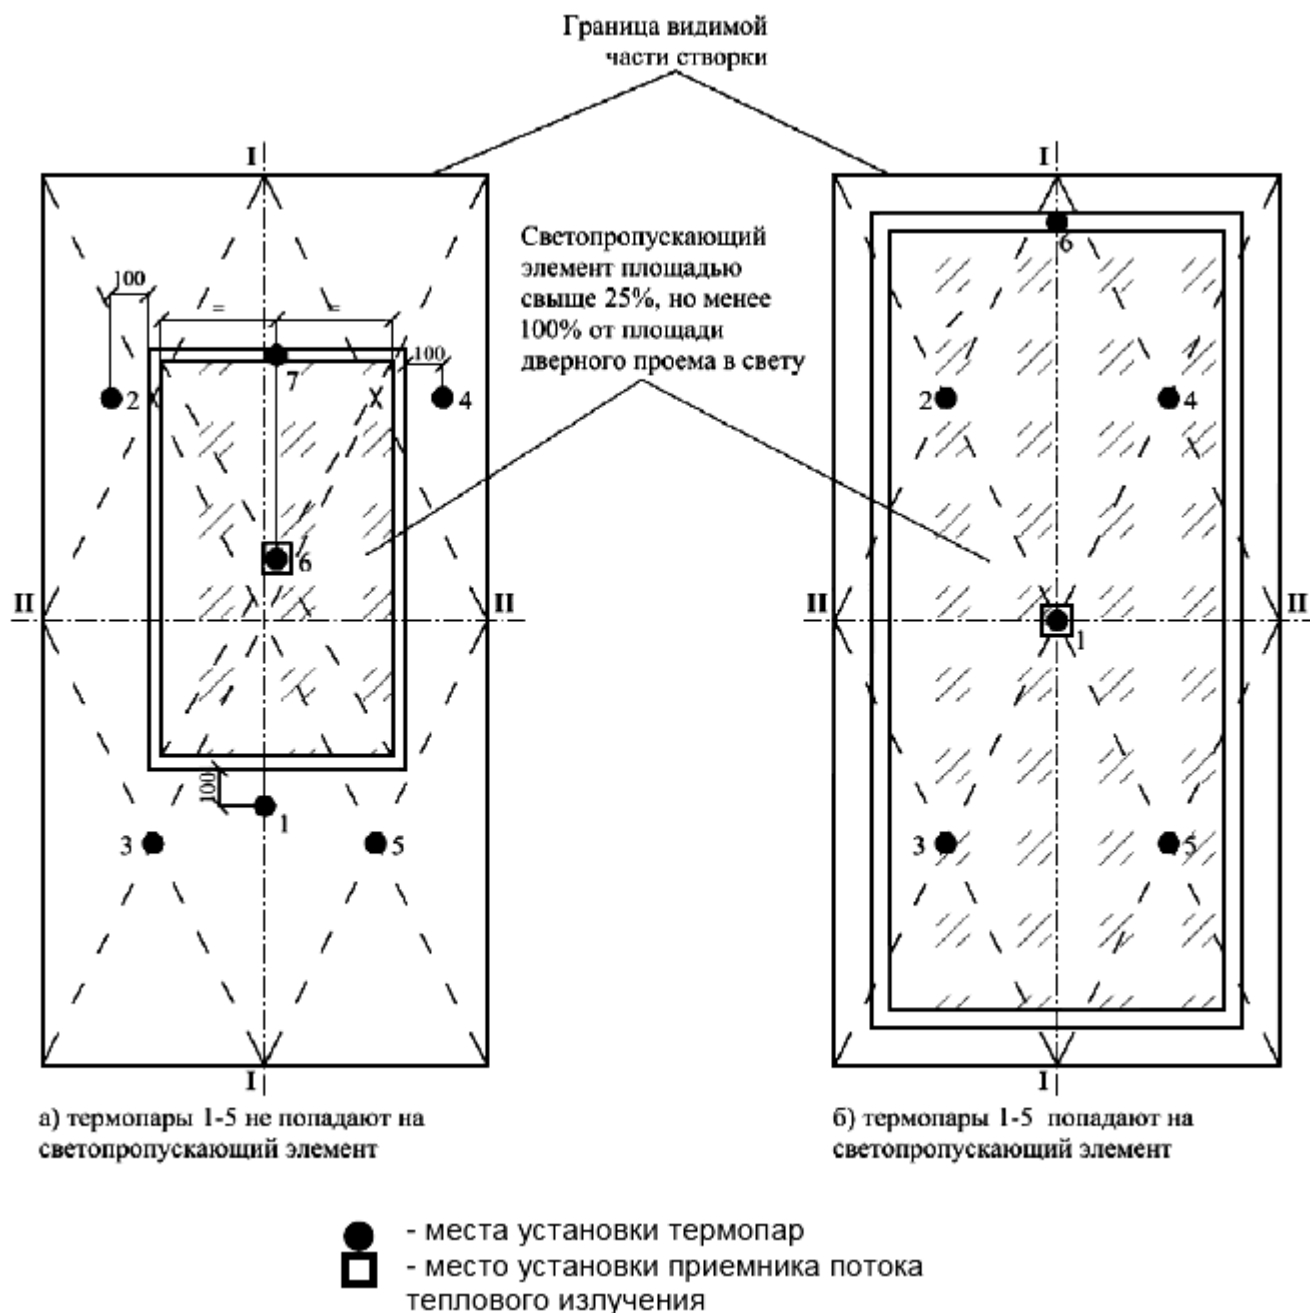 Граница видимой
части створки
I
I
Светопропускающий
элемент площадью
свыше 25%, но менее
100% от площади
дверного проема в свету
100
=
=
100
7
6
2
4
2
4
6
II
II
II
II
1
100
1
3
5
3
5
I
I
а) термопары 1-5 не попадают на
светопропускающий элемент
б) термопары 1-5 попадают на
светопропускающий элемент
- места установки термопар
- место установки приемника потока
теплового излучения